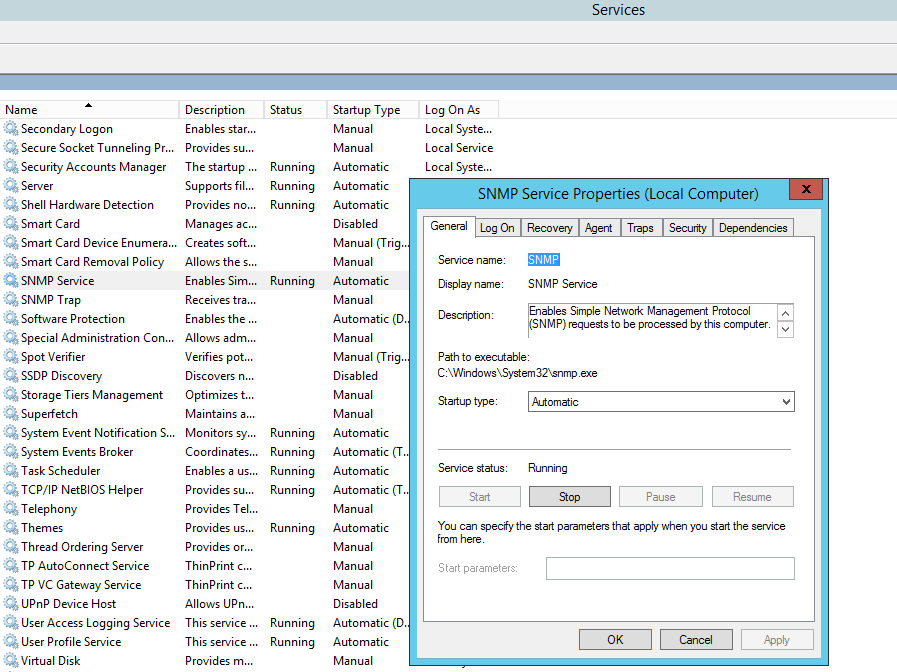 Services
Name Description Status Startup Type Log On As
Secondary Logon Enables star... Manual Local Syste...
Secure Socket Tunneling Pr... Provides su... Manual Local Service
Security Accounts Manager The startup ... Running Automatic Local Syste...
Server Supports fil... Running Automatic
Shell Hardware Detection Provides no... Running Automatic
Smart Card Manages ac... Disabled
Smart Card Device Enumera... Creates soft... Manual (Trig...
Smart Card Removal Policy Allows the s... Manual
SNMP Service Enables Sim... Running Automatic
SNMP Trap Receives tra... Manual
Software Protection Enables the ... Automatic (D...
Special Administration Con... Allows adm... Manual
Spot Verifier Verifies pot... Manual (Trig...
SSDP Discovery Discovers n... Disabled
Storage Tiers Management Optimizes t... Manual
Superfetch Maintains a... Manual
System Event Notification S... Monitors sy... Running Automatic
System Events Broker Coordinates... Running Automatic (T...
Task Scheduler Enables a us... Running Automatic
TCP/IP NetBIOS Helper Provides su... Running Automatic (T...
Telephony Provides Tel... Manual
Themes Provides us... Running Automatic
Thread Ordering Server Provides or... Manual
TP AutoConnect Service ThinPrint c... Manual
TP VC Gateway Service ThinPrint c... Manual
UPnP Device Host Allows UPn... Disabled
User Access Logging Service This service ... Running Automatic (D...
User Profile Service This service ... Running Automatic
Virtual Disk Provides m... Manual
SNMP Service Properties (Local Computer) x
General Log On Recovery Agent Traps Security Dependencies
Service name: SNMP
Display name: SNMP Service
Description: Enables Simple Network Management Protocol
(SNMP) requests to be processed by this computer.
Path to executable:
C:\Windows\System32\snmp.exe
Startup type: Automatic
Service status: Running
Start Stop Pause Resume
You can specify the start parameters that apply when you start the service
from here.
Start parameters:
OK Cancel Apply